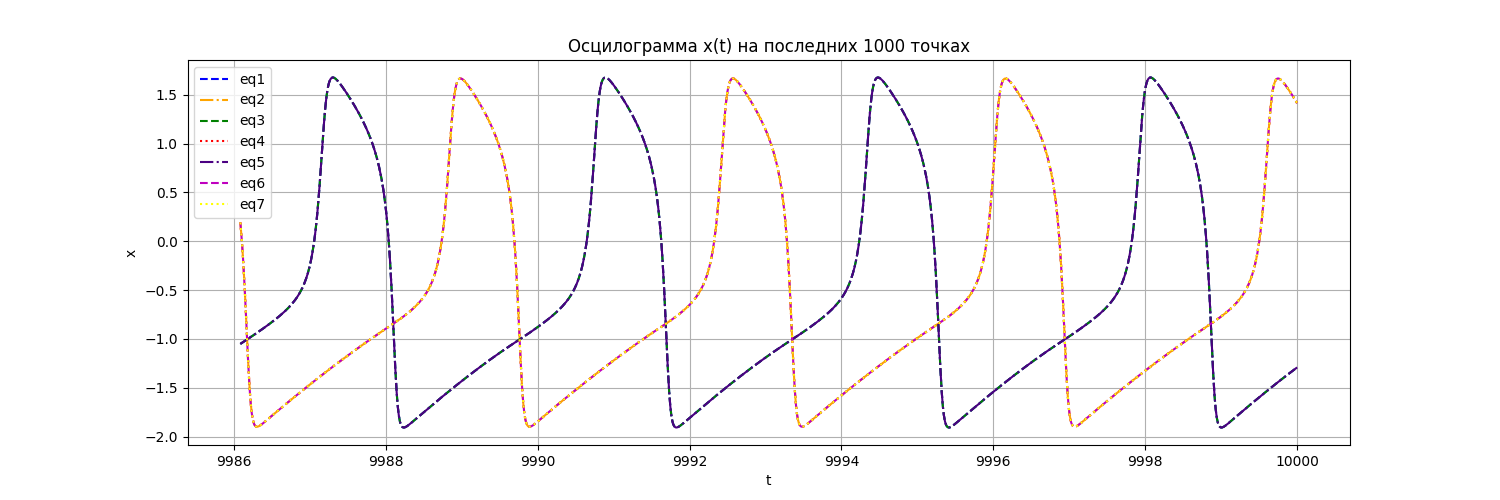 Осцилограмма x(t) на последних 1000 точках
eq1
eq2
eq3
eq4
eq5
eq6
eq7
x
1.5
1.0
0.5
0.0
−0.5
−1.0
−1.5
−2.0
9986
9988
9990
9992
9994
9996
9998
10000
t